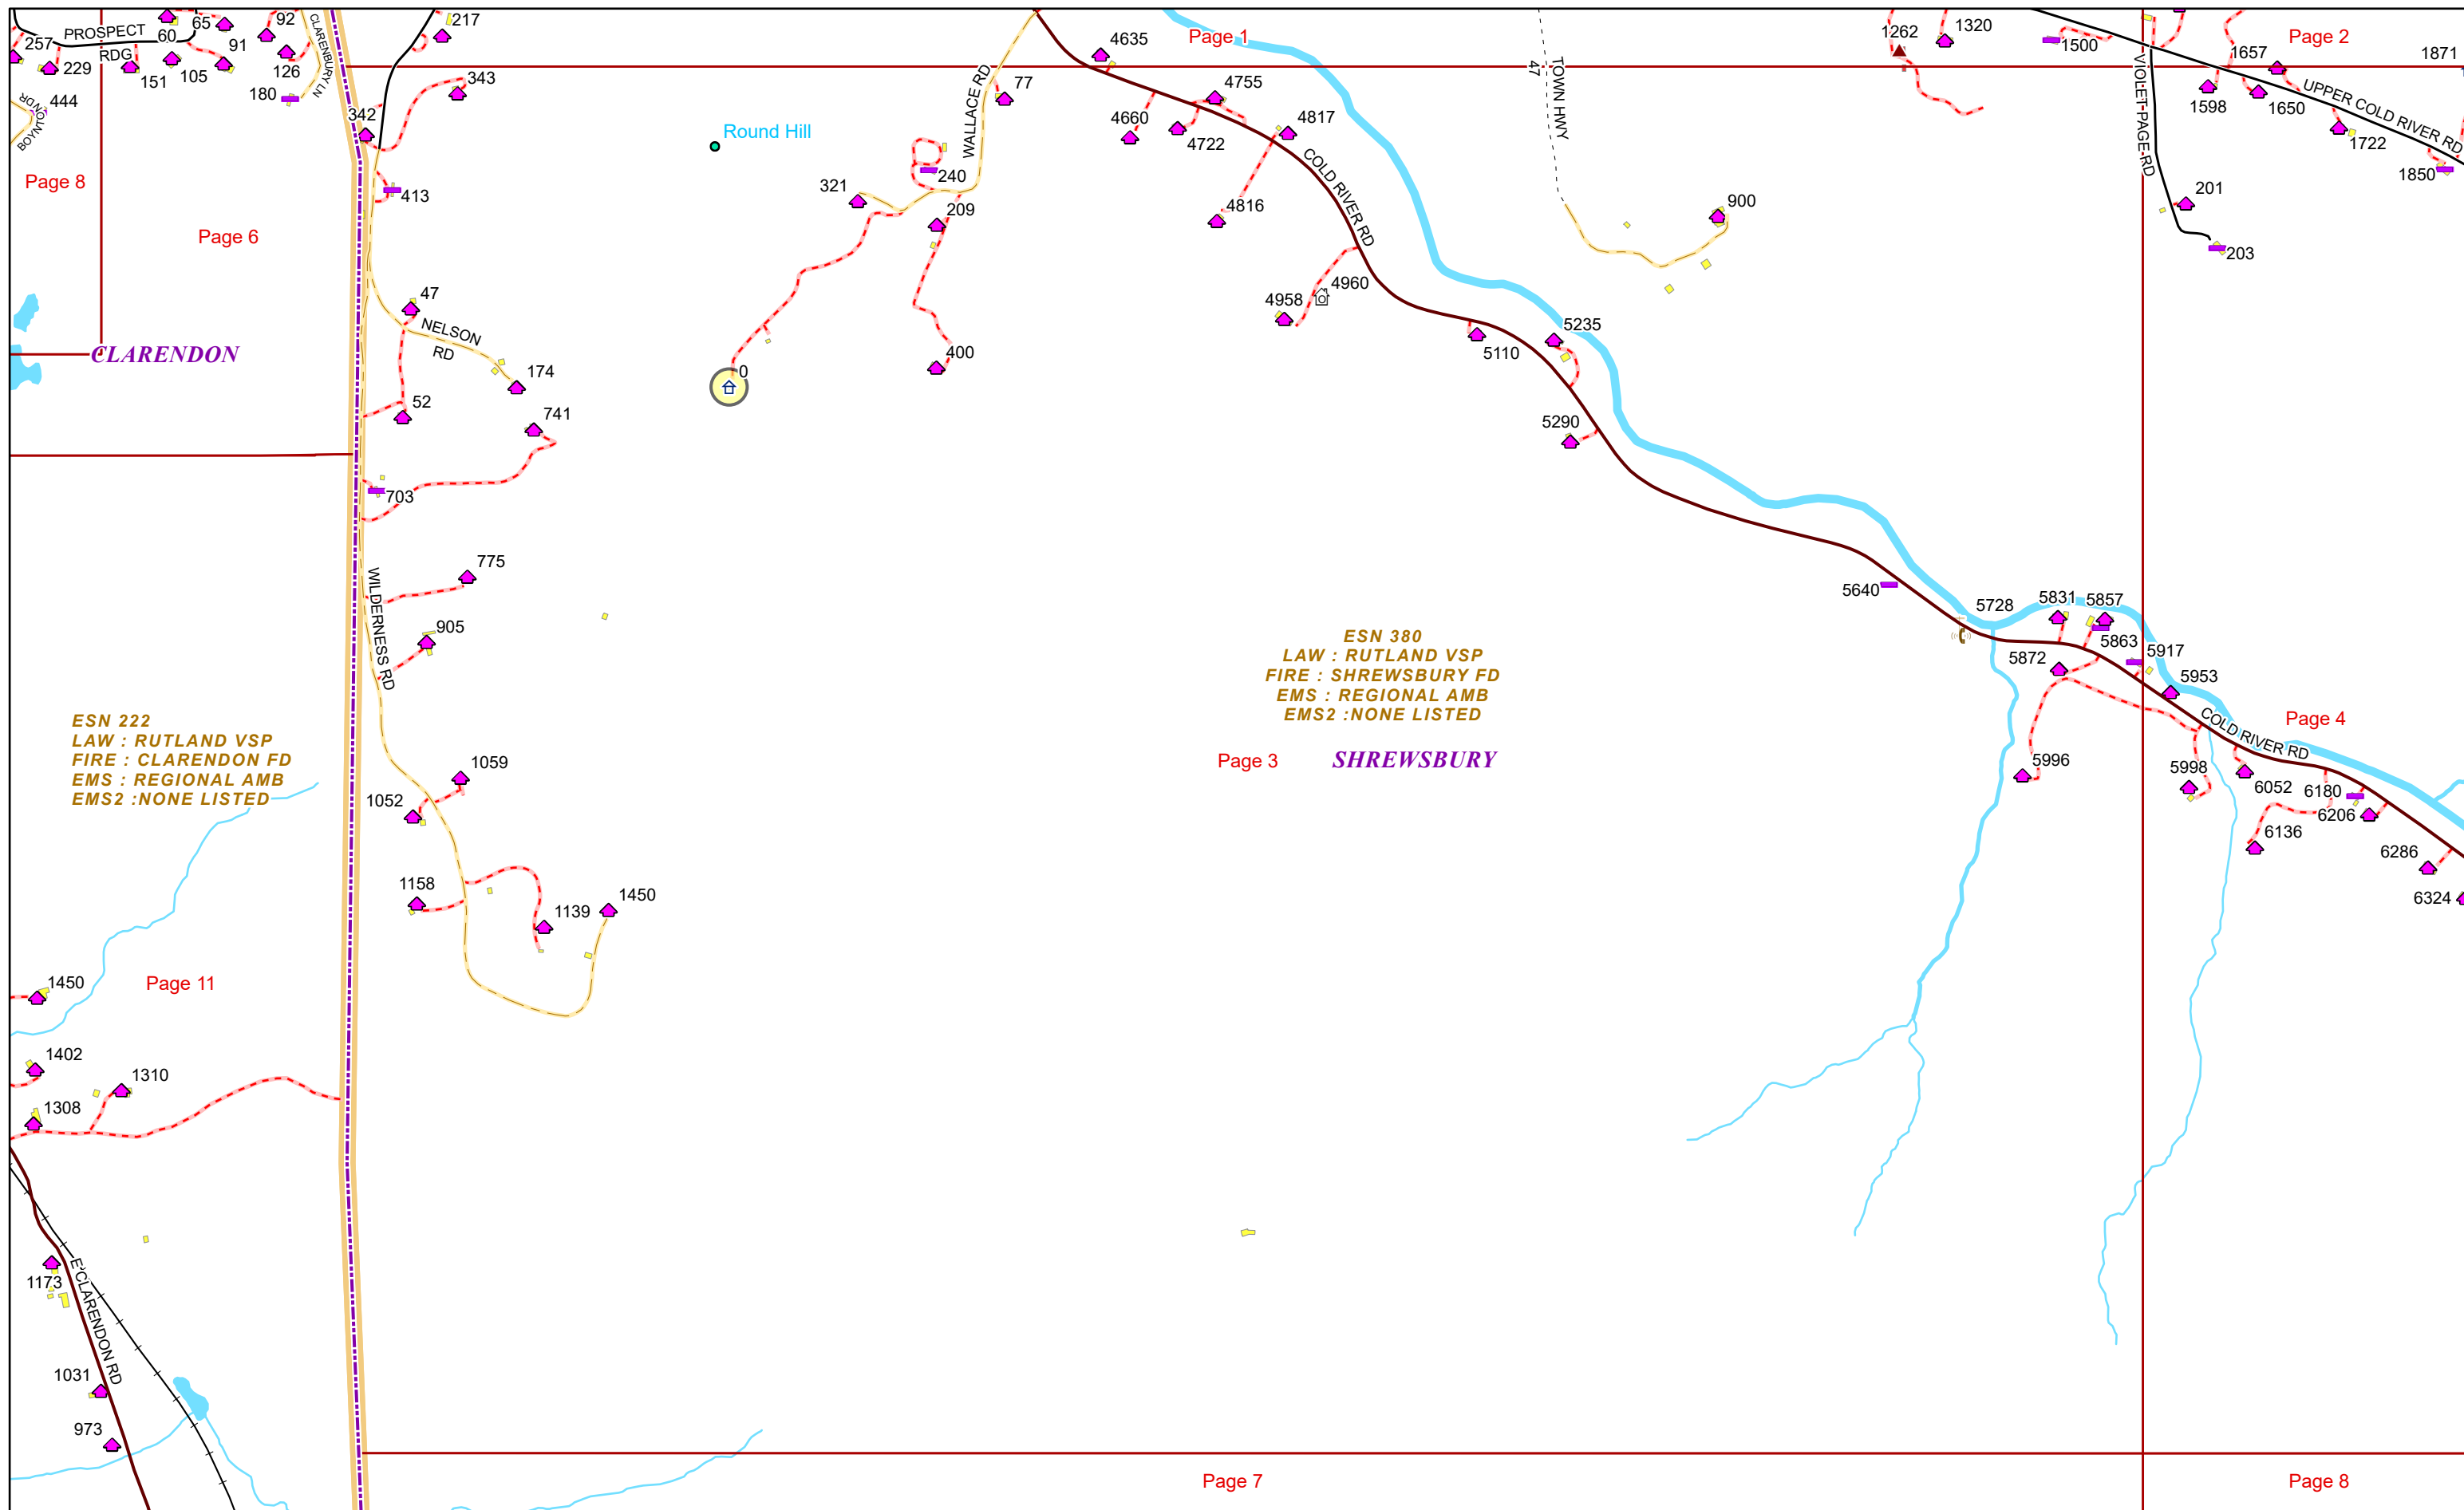 217
92
65
60
PROSPECT
RDG
257
91
229
151
105
126
CLARENBURY LN
180
343
342
444
BOYNTON DR
Page 8
Page 6
413
CLARENDON
47
NELSON
RD
174
52
741
703
775
905
WILDERNESS RD
1059
1052
1158
1139
1450
Round Hill
321
240
209
400
0
WALLACE RD
77
Page 1
4635
4755
4660
4722
4817
4816
COLD RIVER RD
4958
4960
5110
5235
5290
47
TOWN HWY
900
1262
1320
1500
VIOLET PAGE RD
1657
1598
1650
1722
Page 2
1871
UPPER COLD RIVER RD
1850
201
203
5640
5728
5831
5857
5863
5872
5917
5953
COLD RIVER RD
Page 4
5996
5998
6052
6180
6206
6136
6286
6324
ESN 380
LAW : RUTLAND VSP
FIRE : SHREWSBURY FD
EMS : REGIONAL AMB
EMS2 :NONE LISTED
Page 3
SHREWSBURY
ESN 222
LAW : RUTLAND VSP
FIRE : CLARENDON FD
EMS : REGIONAL AMB
EMS2 :NONE LISTED
Page 11
1450
1402
1310
1308
1173
E CLARENDON RD
1031
973
Page 7
Page 8